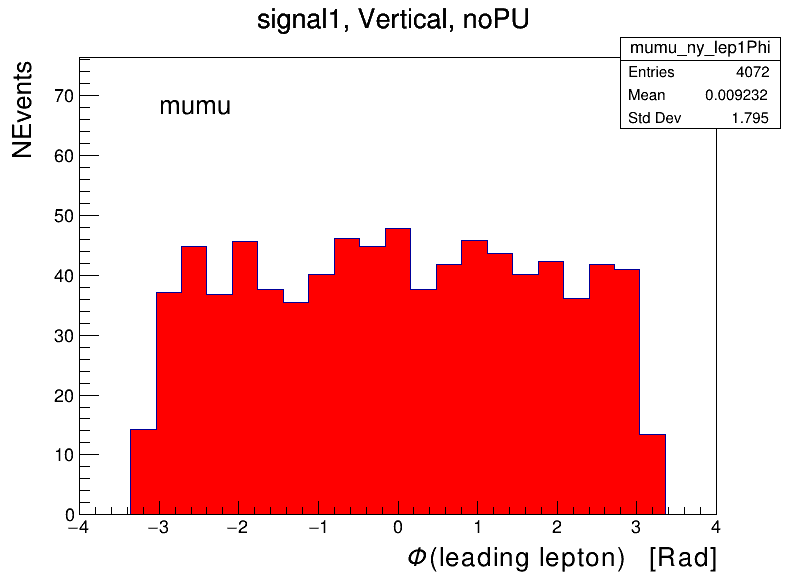 signal1, Vertical, noPU
mumu_ny_lep1Phi
Entries 4072
Mean 0.009232
Std Dev 1.795
NEvents
mumu
70
60
50
40
30
20
10
0
−4 −3 −2 −1 0 1 2 3 4
Φ(leading lepton) [Rad]